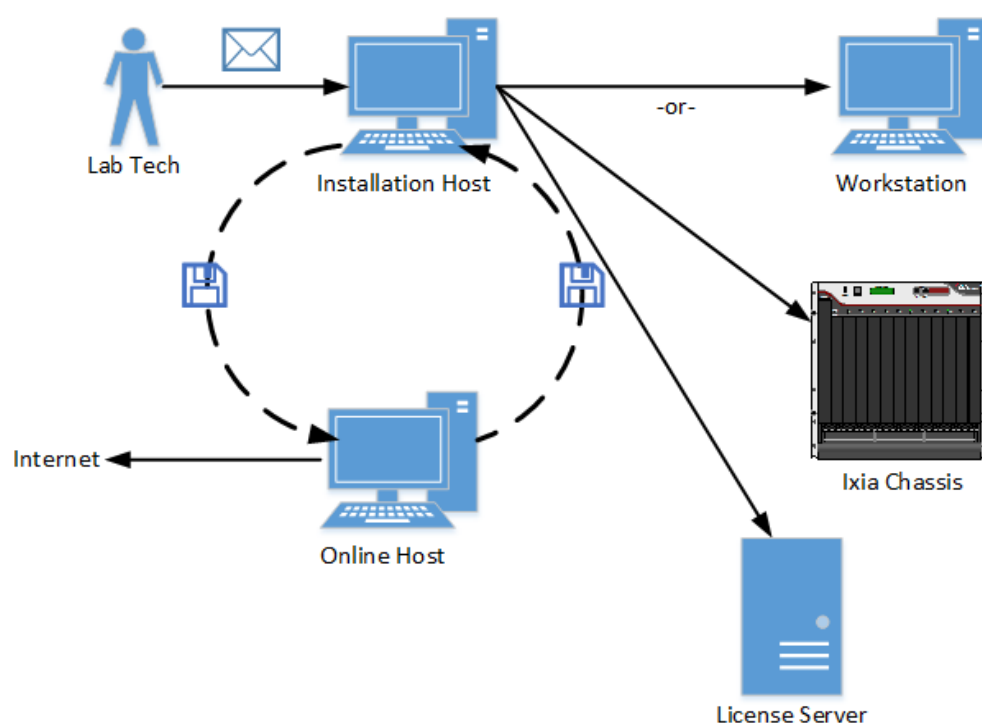 -or-
Lab Tech
Installation Host
Workstation
Internet
Ixia Chassis
Online Host
License Server